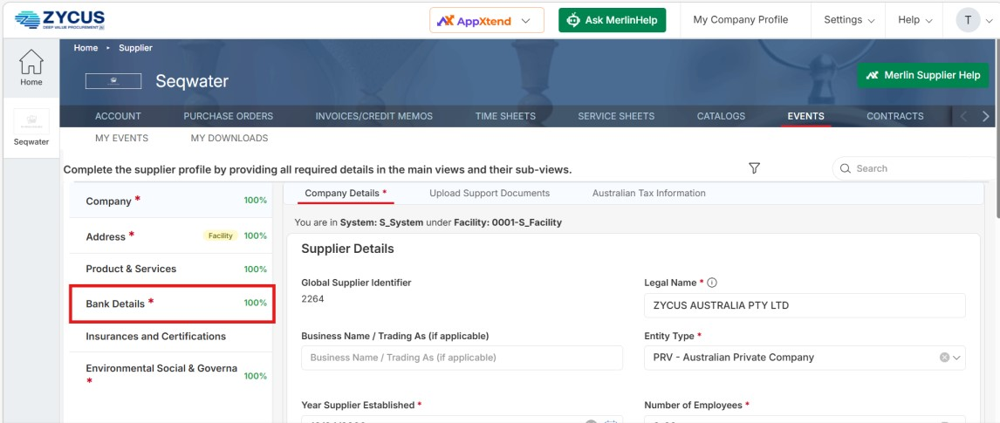 ZYCUS
DEEP VALUE PROCUREMENT AI
AppXtend
Ask MerlinHelp
My Company Profile
Settings
Help
T
Home
Seqwater
Home • Supplier
Seqwater
Merlin Supplier Help
ACCOUNT PURCHASE ORDERS INVOICES/CREDIT MEMOS TIME SHEETS SERVICE SHEETS CATALOGS EVENTS CONTRACTS
MY EVENTS MY DOWNLOADS
Complete the supplier profile by providing all required details in the main views and their sub-views.
Search
Company * 100%
Address * Facility 100%
Product & Services 100%
Bank Details * 100%
Insurances and Certifications
Environmental Social & Governa
* 100%
Company Details * Upload Support Documents Australian Tax Information
You are in System: S_System under Facility: 0001-S_Facility
Supplier Details
Global Supplier Identifier
2264
Legal Name *
ZYCUS AUSTRALIA PTY LTD
Business Name / Trading As (if applicable)
Business Name / Trading As (if applicable)
Entity Type *
PRV - Australian Private Company
Year Supplier Established *
Number of Employees *